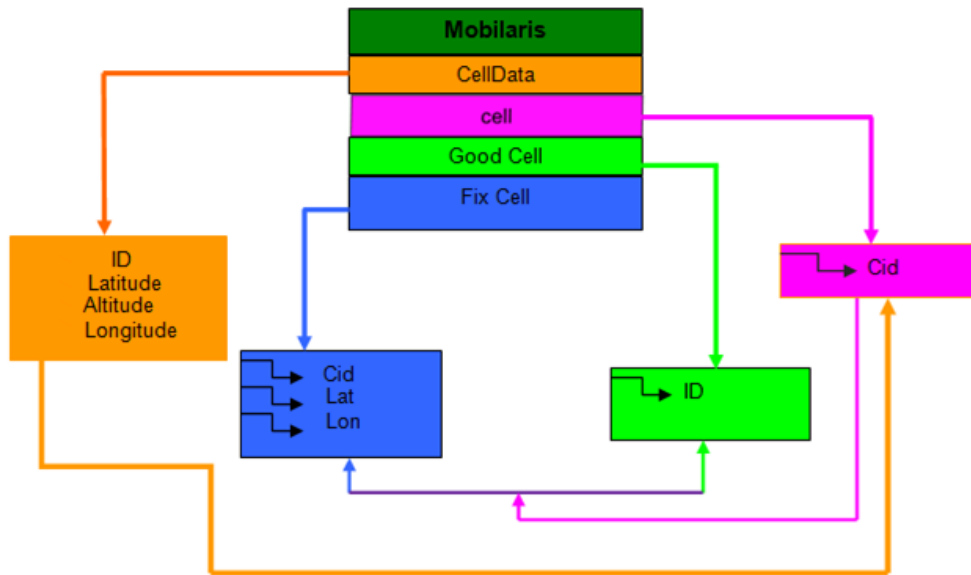 Mobilaris
CellData
cell
Good Cell
Fix Cell
ID
Latitude
Altitude
Longitude
Cid
Lat
Lon
ID
Cid